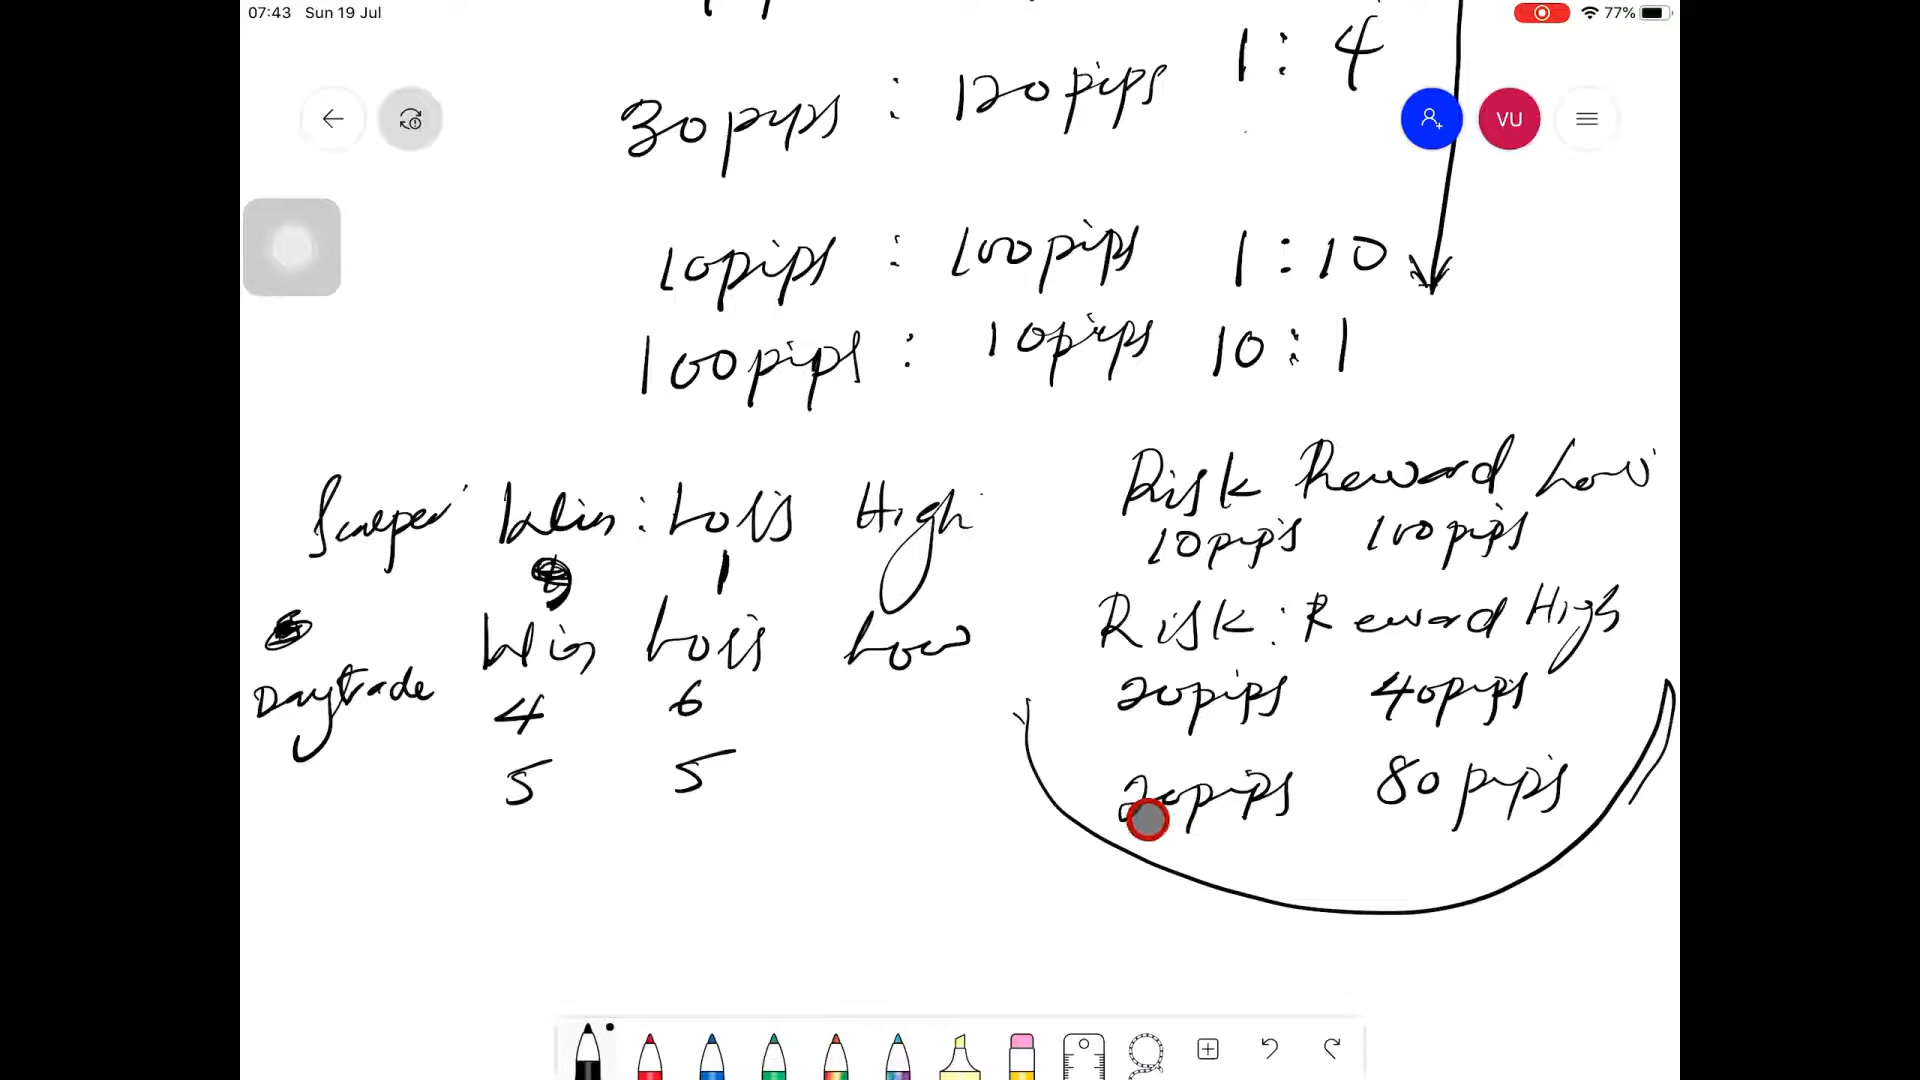 07:43 Sun 19 Jul 77%
1 : 4
30pips : 120pips
VU
10pips : 100pips 1 : 10
100pips : 10pips 10 : 1
Scalper Win : Loss High Risk Reward Low
9 1 10pips 100pips
Daytrade Win Loss Low Risk : Reward High
4 6 20pips 40pips
5 5 20pips 80pips